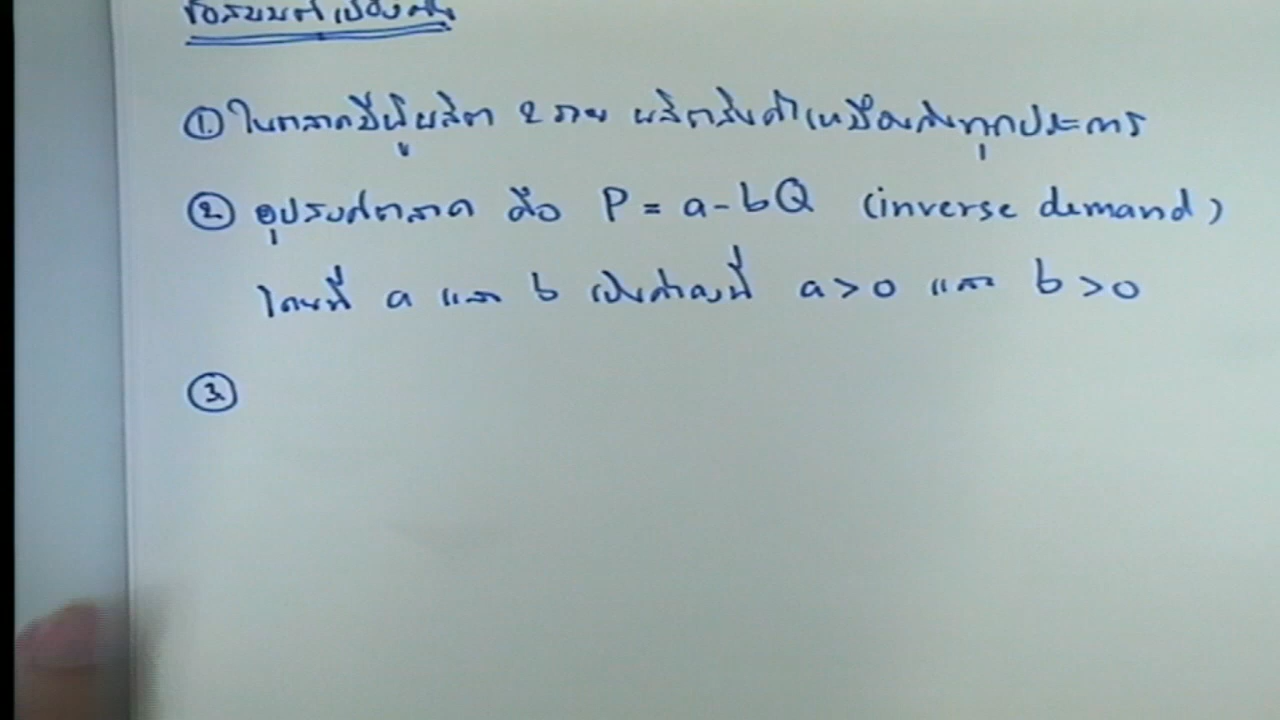 ข้อสมมติเบื้องต้น
① ในตลาดมีผู้ผลิต 2 ราย ผลิตสินค้าเหมือนกันทุกประการ
② อุปสงค์ตลาด คือ P = a - bQ (inverse demand)
โดยที่ a และ b เป็นค่าคงที่ a > 0 และ b > 0
③